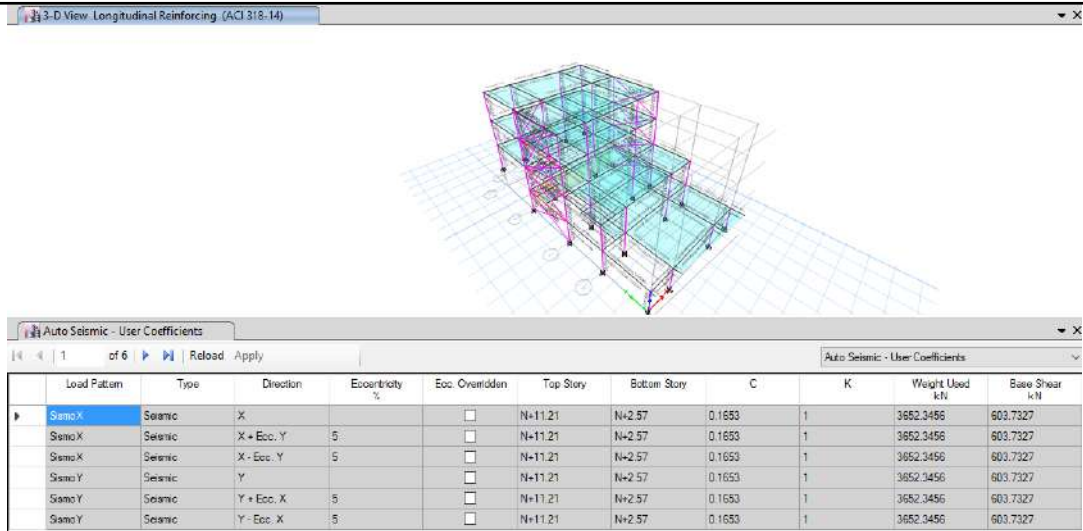 3-D View Longitudinal Reinforcing (ACI 318-14)
Auto Seismic - User Coefficients
1 of 6 Reload Apply Auto Seismic - User Coefficients
Load Pattern Type Direction Eccentricity % Ecc. Overridden Top Story Bottom Story C K Weight Used kN Base Shear kN
SismoX Seismic X N+11.21 N+2.57 0.1653 1 3652.3456 603.7327
SismoX Seismic X + Ecc. Y 5 N+11.21 N+2.57 0.1653 1 3652.3456 603.7327
SismoX Seismic X - Ecc. Y 5 N+11.21 N+2.57 0.1653 1 3652.3456 603.7327
SismoY Seismic Y N+11.21 N+2.57 0.1653 1 3652.3456 603.7327
SismoY Seismic Y + Ecc. X 5 N+11.21 N+2.57 0.1653 1 3652.3456 603.7327
SismoY Seismic Y - Ecc. X 5 N+11.21 N+2.57 0.1653 1 3652.3456 603.7327